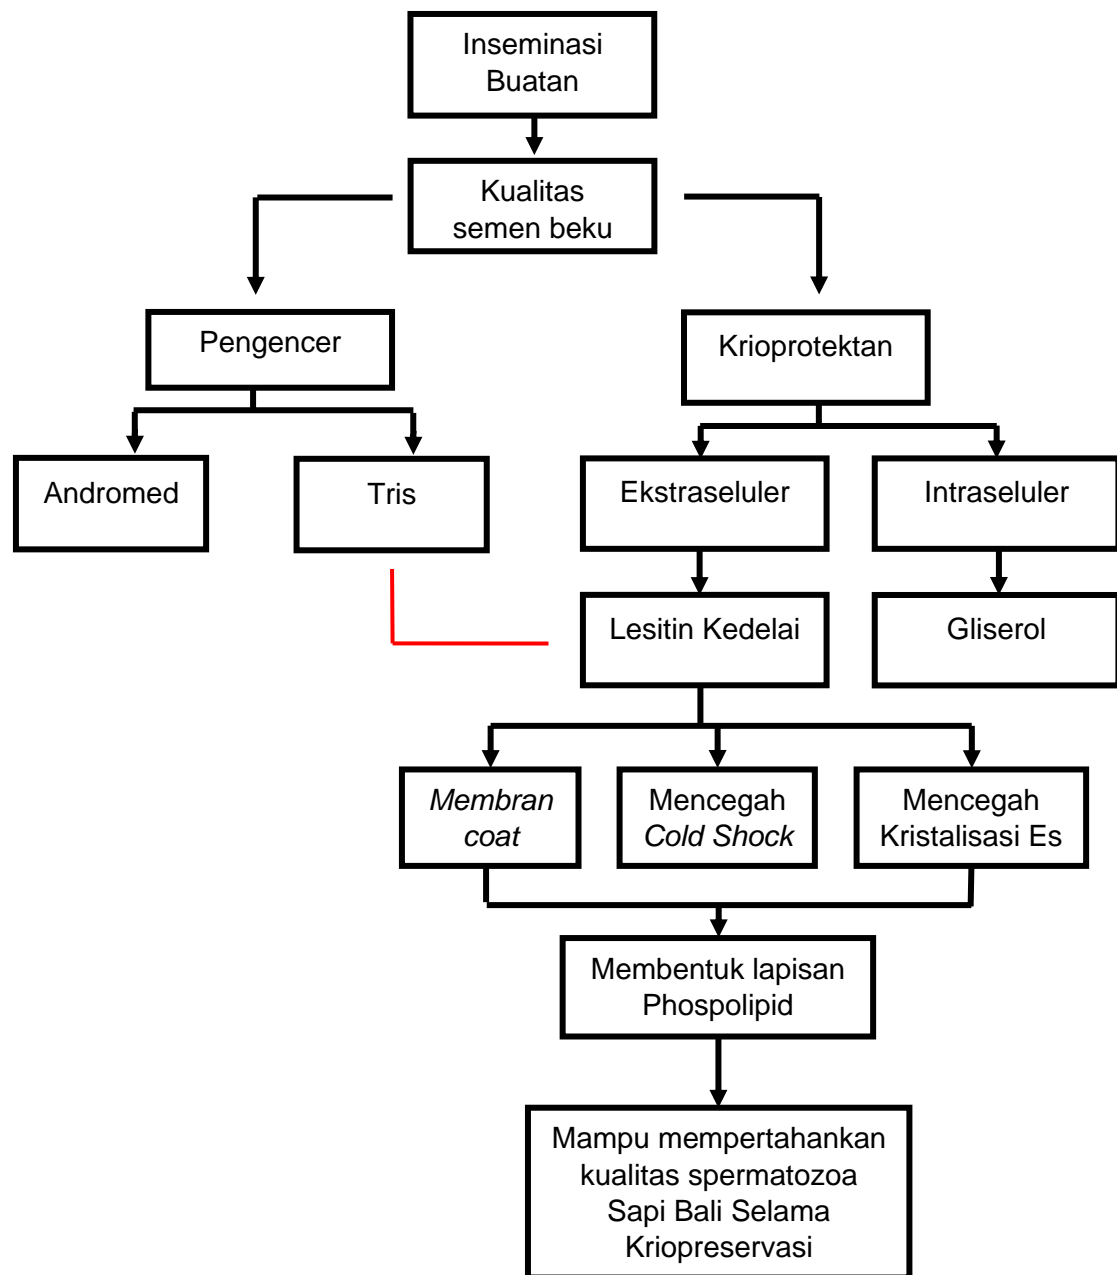 Inseminasi
Buatan
Kualitas
semen beku
Pengencer
Krioprotektan
Andromed
Tris
Ekstraseluler
Intraseluler
Lesitin Kedelai
Gliserol
Membran
coat
Mencegah
Cold Shock
Mencegah
Kristalisasi Es
Membentuk lapisan
Phospolipid
Mampu mempertahankan
kualitas spermatozoa
Sapi Bali Selama
Kriopreservasi